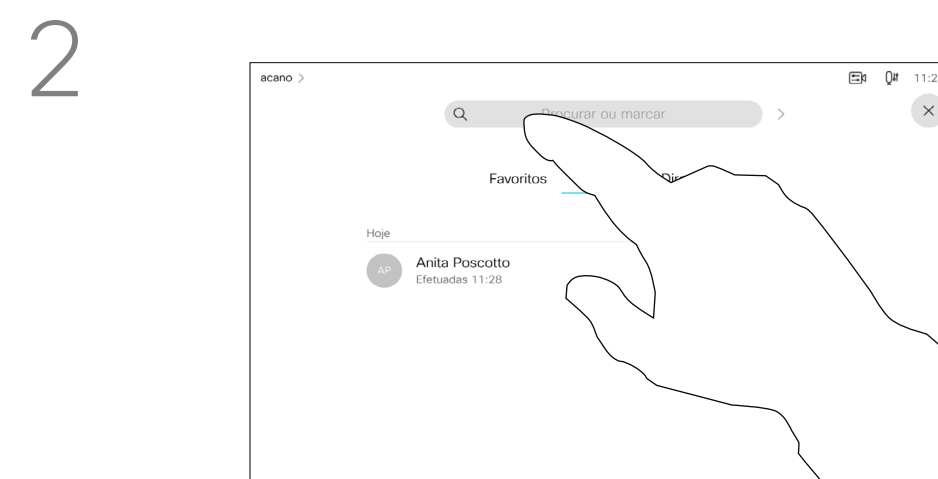 2
acano >
11:2
Procurar ou marcar
Favoritos
Hoje
AP
Anita Poscotto
Efetuadas 11:28